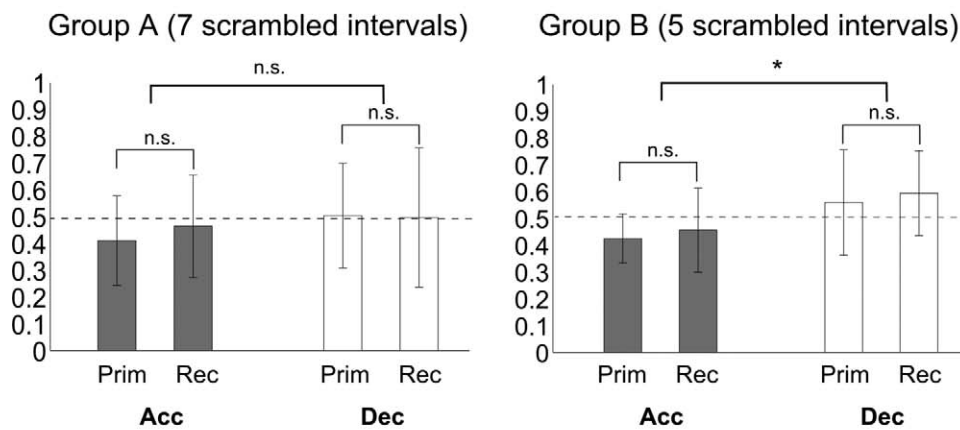 Group A (7 scrambled intervals)
n.s.
n.s.
n.s.
1
0.9
0.8
0.7
0.6
0.5
0.4
0.3
0.2
0.1
0
Prim Rec Prim Rec
Acc Dec
Group B (5 scrambled intervals)
*
n.s.
n.s.
1
0.9
0.8
0.7
0.6
0.5
0.4
0.3
0.2
0.1
0
Prim Rec Prim Rec
Acc Dec